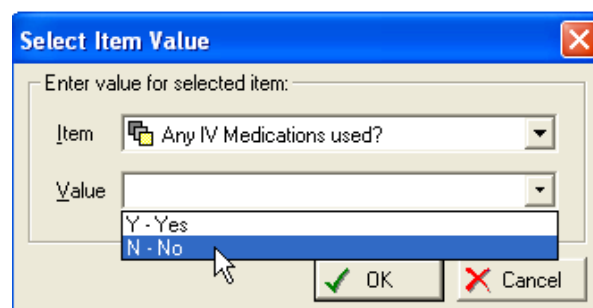 Select Item Value
Enter value for selected item:
Item Any IV Medications used?
Value
Y - Yes
N - No
OK Cancel